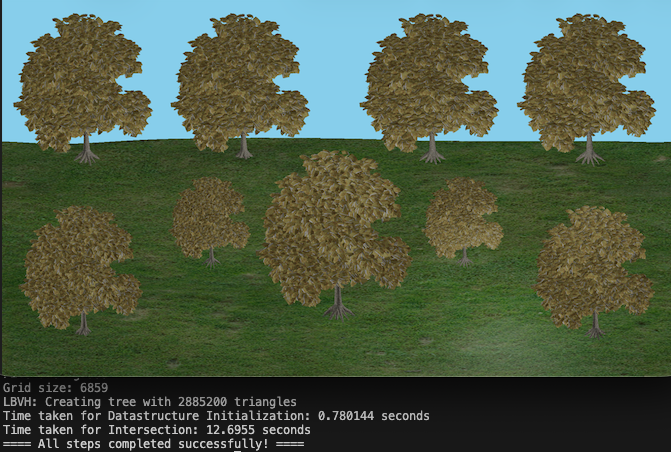 Grid size: 6859
LBVH: Creating tree with 2885200 triangles
Time taken for Datastructure Initialization: 0.780144 seconds
Time taken for Intersection: 12.6955 seconds
==== All steps completed successfully! ====